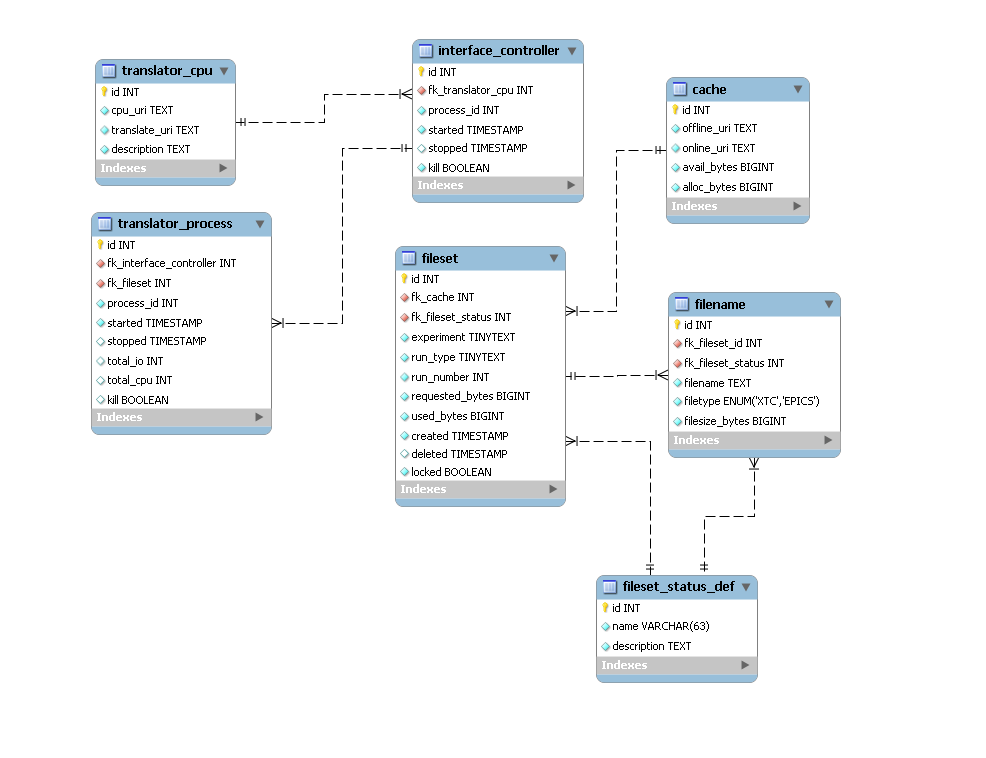 translator_cpu
id INT
cpu_uri TEXT
translate_uri TEXT
description TEXT
Indexes
interface_controller
id INT
fk_translator_cpu INT
process_id INT
started TIMESTAMP
stopped TIMESTAMP
kill BOOLEAN
Indexes
cache
id INT
offline_uri TEXT
online_uri TEXT
avail_bytes BIGINT
alloc_bytes BIGINT
Indexes
translator_process
id INT
fk_interface_controller INT
fk_fileset INT
process_id INT
started TIMESTAMP
stopped TIMESTAMP
total_io INT
total_cpu INT
kill BOOLEAN
Indexes
fileset
id INT
fk_cache INT
fk_fileset_status INT
experiment TINYTEXT
run_type TINYTEXT
run_number INT
requested_bytes BIGINT
used_bytes BIGINT
created TIMESTAMP
deleted TIMESTAMP
locked BOOLEAN
Indexes
filename
id INT
fk_fileset_id INT
fk_fileset_status INT
filename TEXT
filetype ENUM('XTC','EPICS')
filesize_bytes BIGINT
Indexes
fileset_status_def
id INT
name VARCHAR(63)
description TEXT
Indexes